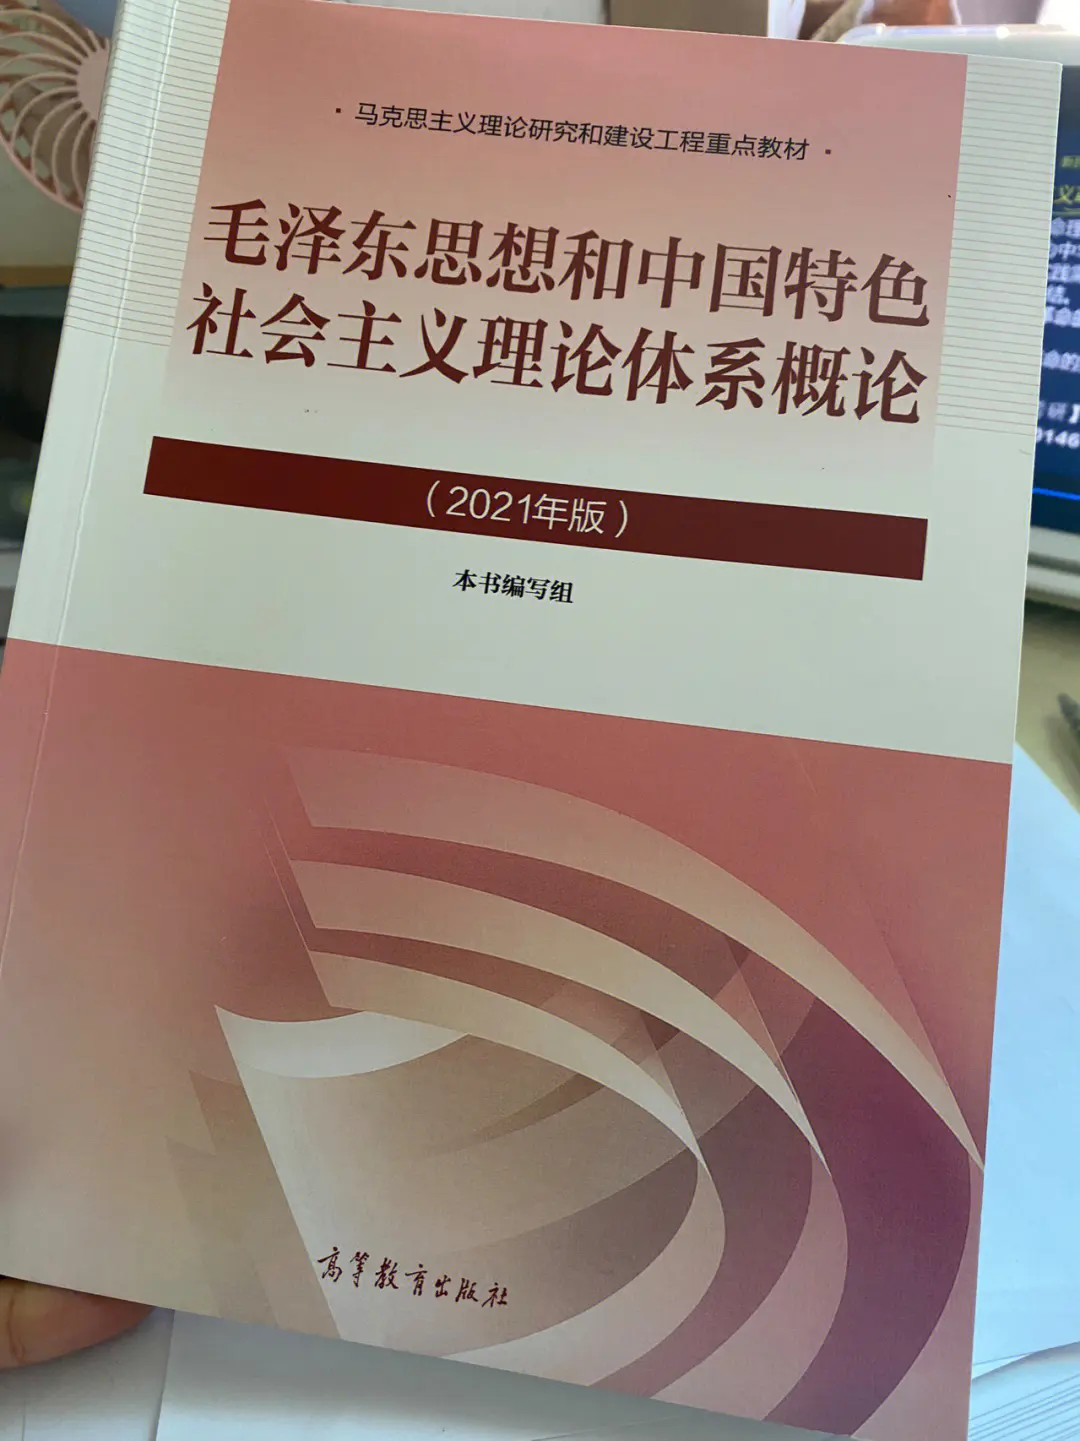 · 马克思主义理论研究和建设工程重点教材 ·
毛泽东思想和中国特色
社会主义理论体系概论
（2021年版）
本书编写组
高等教育出版社